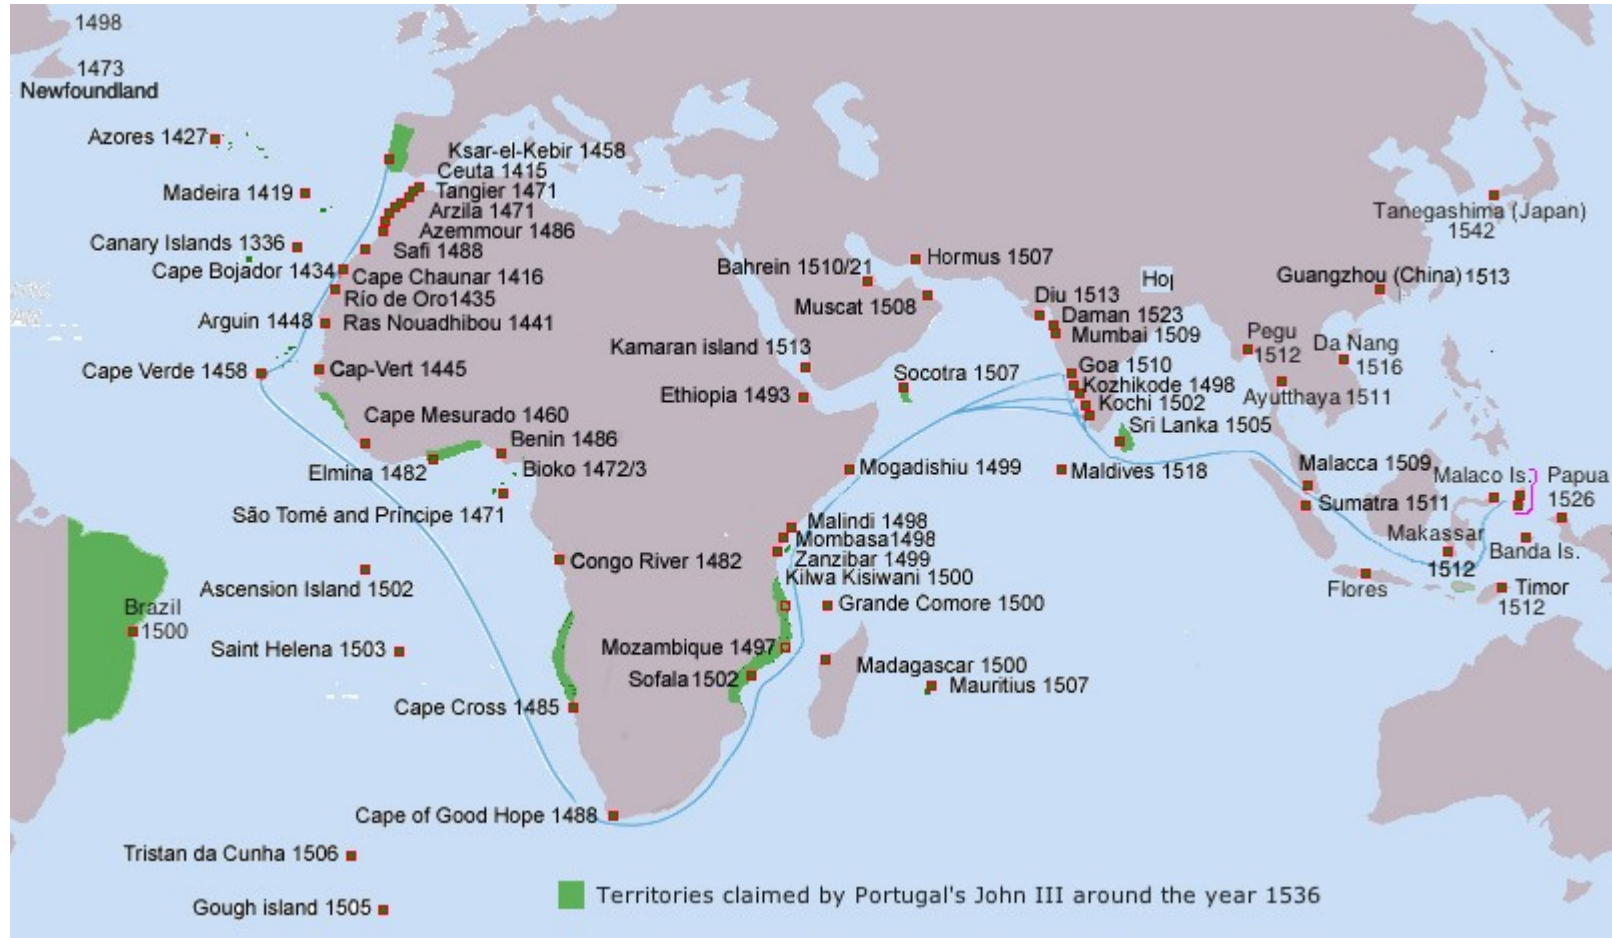 1498
1473
Newfoundland
Azores 1427
Ksar-el-Kebir 1458
Ceuta 1415
Madeira 1419
Tangier 1471
Arzila 1471
Azemmour 1486
Canary Islands 1336
Safi 1488
Cape Bojador 1434
Cape Chaunar 1416
Río de Oro1435
Arguin 1448
Ras Nouadhibou 1441
Cape Verde 1458
Cap-Vert 1445
Cape Mesurado 1460
Benin 1486
Elmina 1482
Bioko 1472/3
São Tomé and Principe 1471
Congo River 1482
Ascension Island 1502
Brazil
1500
Saint Helena 1503
Cape Cross 1485
Cape of Good Hope 1488
Tristan da Cunha 1506
Gough island 1505
Bahrein 1510/21
Hormus 1507
Muscat 1508
Kamaran island 1513
Ethiopia 1493
Socotra 1507
Mogadishiu 1499
Malindi 1498
Mombasa1498
Zanzibar 1499
Kilwa Kisiwani 1500
Grande Comore 1500
Mozambique 1497
Sofala 1502
Madagascar 1500
Mauritius 1507
Diu 1513
Daman 1523
Mumbai 1509
Goa 1510
Kozhikode 1498
Kochi 1502
Sri Lanka 1505
Maldives 1518
Tanegashima (Japan)
1542
Guangzhou (China) 1513
Pegu
1512
Da Nang
1516
Ayutthaya 1511
Malacca 1509
Sumatra 1511
Malaco Is.
Papua
1526
Makassar
1512
Banda Is.
Flores
Timor
1512
Territories claimed by Portugal's John III around the year 1536